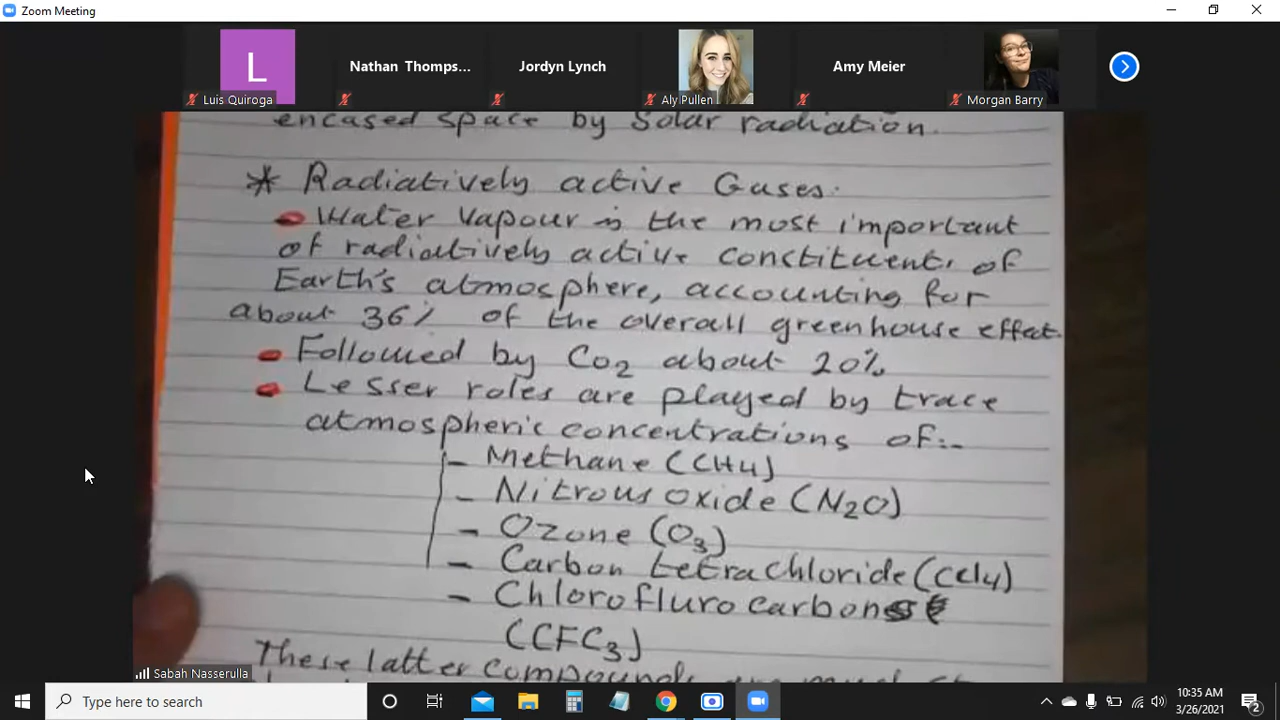 Zoom Meeting
L
Luis Quiroga
Nathan Thomps...
Jordyn Lynch
Aly Pullen
Amy Meier
Morgan Barry
encased space by Solar radiation.
* Radiatively active Gases.
Water Vapour is the most important
of radiatively active constituent. of
Earth's atmosphere, accounting for
about 36% of the overall greenhouse effect.
Followed by CO2 about 20%
Lesser roles are played by trace
atmospheric concentrations of:-
- Methane (CH4)
- Nitrous oxide (N2O)
- Ozone (O3)
- Carbon tetrachloride (CCl4)
- Chlorofluro carbons
(CFC3)
These latter compounds are
Sabah Nasserulla
Type here to search
10:35 AM
3/26/2021
2